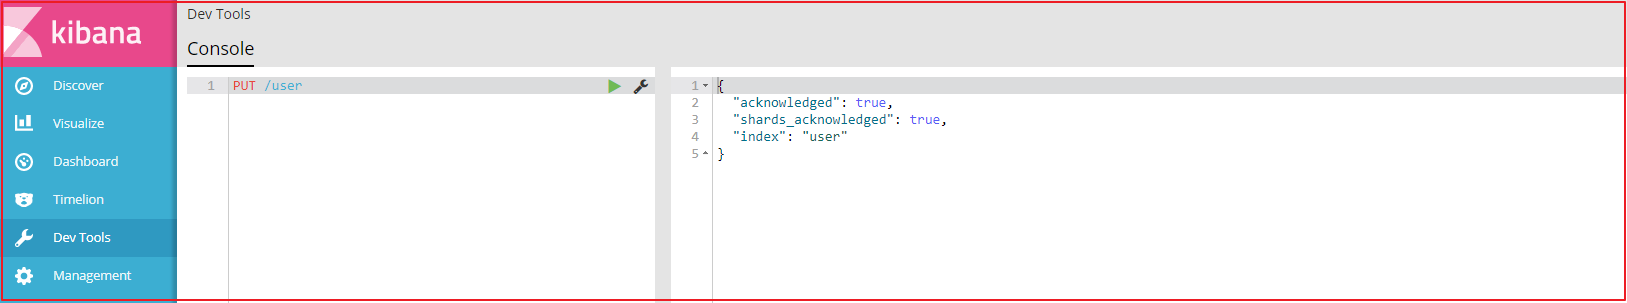 kibana
Discover
Visualize
Dashboard
Timelion
Dev Tools
Management
Dev Tools
Console
1 PUT /user
1 {
2 "acknowledged": true,
3 "shards_acknowledged": true,
4 "index": "user"
5 }